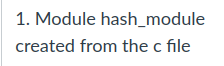 1. Module hash_module
created from the c file